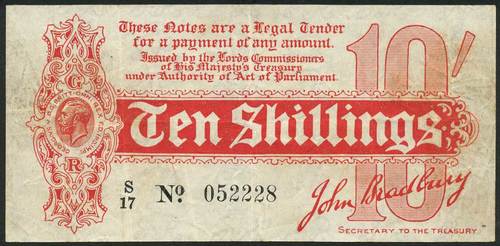 These Notes are a Legal Tender
for a payment of any amount.
Issued by the Lords Commissioners
of His Majesty's Treasury
under Authority of Act of Parliament.
10/
G
R
Ten Shillings
S
17
No. 052228
John Bradbury
10
SECRETARY TO THE TREASURY.